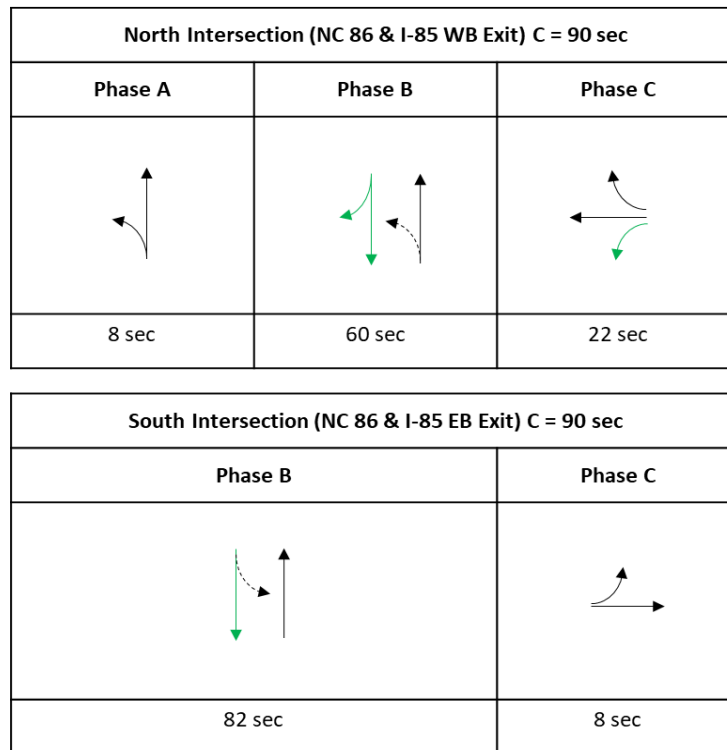 North Intersection (NC 86 & I-85 WB Exit) C = 90 sec
Phase A
Phase B
Phase C
8 sec
60 sec
22 sec
South Intersection (NC 86 & I-85 EB Exit) C = 90 sec
Phase B
Phase C
82 sec
8 sec